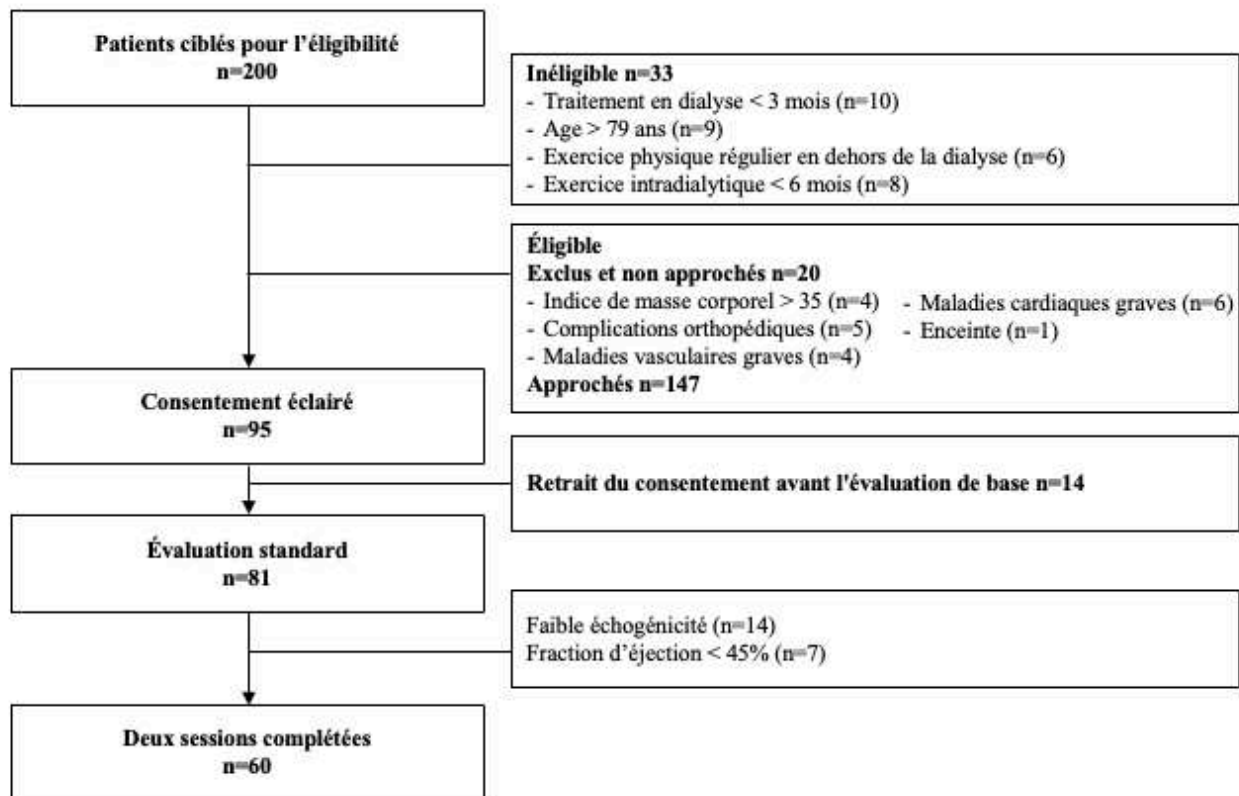 Patients ciblés pour l'éligibilité
n=200
Inéligible n=33
- Traitement en dialyse < 3 mois (n=10)
- Age > 79 ans (n=9)
- Exercice physique régulier en dehors de la dialyse (n=6)
- Exercice intradialytique < 6 mois (n=8)
Éligible
Exclus et non approchés n=20
- Indice de masse corporel > 35 (n=4)
- Maladies cardiaques graves (n=6)
- Complications orthopédiques (n=5)
- Enceinte (n=1)
- Maladies vasculaires graves (n=4)
Approchés n=147
Consentement éclairé
n=95
Retrait du consentement avant l'évaluation de base n=14
Évaluation standard
n=81
Faible échogénicité (n=14)
Fraction d'éjection < 45% (n=7)
Deux sessions complétées
n=60